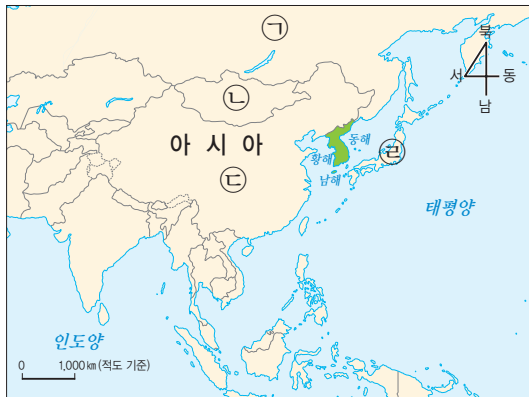 ㉠
북
서 동
남
㉡
아 시 아
동해
황해
㉣
㉢
남해
태평양
인도양
0 1,000㎞(적도 기준)